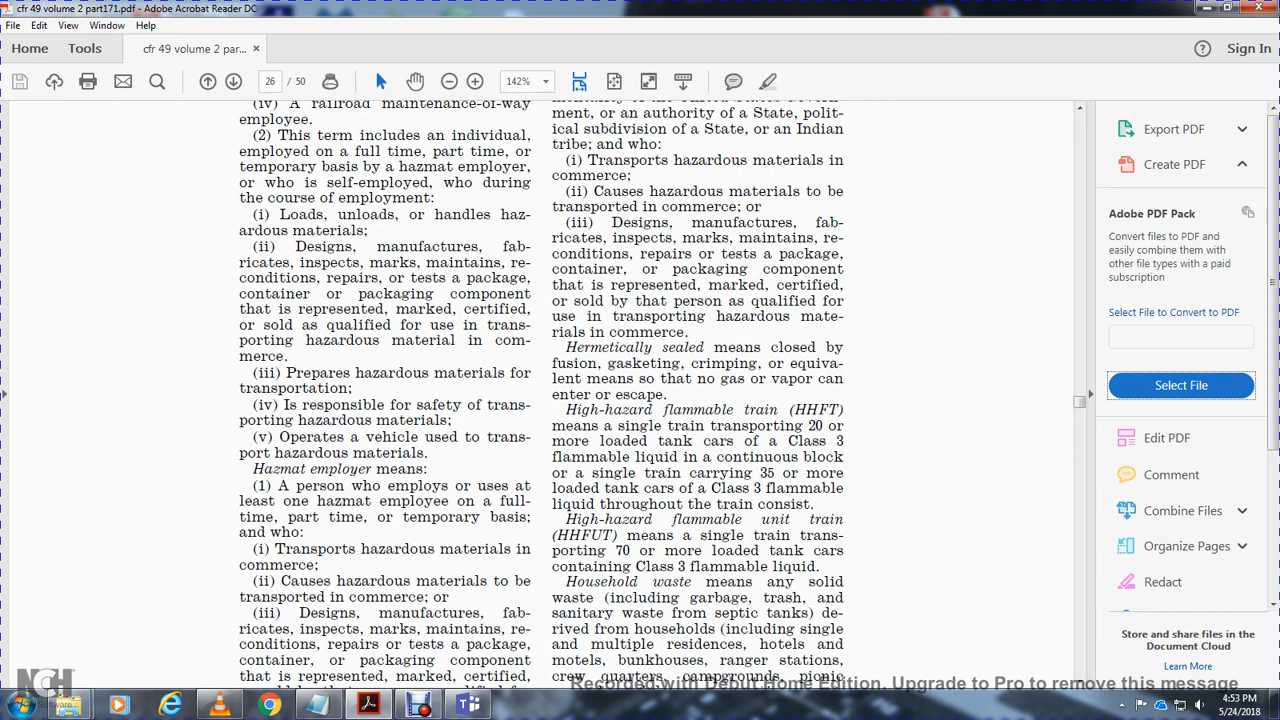 cfr 49 volume 2 part171.pdf - Adobe Acrobat Reader DC
File Edit View Window Help
Home Tools cfr 49 volume 2 par... × Sign In
26 / 50 142%
(iv) A railroad maintenance-of-way
employee.
(2) This term includes an individual,
employed on a full time, part time, or
temporary basis by a hazmat employer,
or who is self-employed, who during
the course of employment:
(i) Loads, unloads, or handles haz-
ardous materials;
(ii) Designs, manufactures, fab-
ricates, inspects, marks, maintains, re-
conditions, repairs, or tests a package,
container or packaging component
that is represented, marked, certified,
or sold as qualified for use in trans-
porting hazardous material in com-
merce.
(iii) Prepares hazardous materials for
transportation;
(iv) Is responsible for safety of trans-
porting hazardous materials;
(v) Operates a vehicle used to trans-
port hazardous materials.
Hazmat employer means:
(1) A person who employs or uses at
least one hazmat employee on a full-
time, part time, or temporary basis;
and who:
(i) Transports hazardous materials in
commerce;
(ii) Causes hazardous materials to be
transported in commerce; or
(iii) Designs, manufactures, fab-
ricates, inspects, marks, maintains, re-
conditions, repairs or tests a package,
container, or packaging component
that is represented, marked, certified,
mentality of the United States Govern-
ment, or an authority of a State, polit-
ical subdivision of a State, or an Indian
tribe; and who:
(i) Transports hazardous materials in
commerce;
(ii) Causes hazardous materials to be
transported in commerce; or
(iii) Designs, manufactures, fab-
ricates, inspects, marks, maintains, re-
conditions, repairs or tests a package,
container, or packaging component
that is represented, marked, certified,
or sold by that person as qualified for
use in transporting hazardous mate-
rials in commerce.
Hermetically sealed means closed by
fusion, gasketing, crimping, or equiva-
lent means so that no gas or vapor can
enter or escape.
High-hazard flammable train (HHFT)
means a single train transporting 20 or
more loaded tank cars of a Class 3
flammable liquid in a continuous block
or a single train carrying 35 or more
loaded tank cars of a Class 3 flammable
liquid throughout the train consist.
High-hazard flammable unit train
(HHFUT) means a single train trans-
porting 70 or more loaded tank cars
containing Class 3 flammable liquid.
Household waste means any solid
waste (including garbage, trash, and
sanitary waste from septic tanks) de-
rived from households (including single
and multiple residences, hotels and
motels, bunkhouses, ranger stations,
crew quarters, campgrounds, picnic
Export PDF
Create PDF
Adobe PDF Pack
Convert files to PDF and
easily combine them with
other file types with a paid
subscription
Select File to Convert to PDF
Select File
Edit PDF
Comment
Combine Files
Organize Pages
Redact
Store and share files in the
Document Cloud
Learn More
NCH Software
Recorded with Debut Home Edition. Upgrade to Pro to remove this message
4:53 PM
5/24/2018